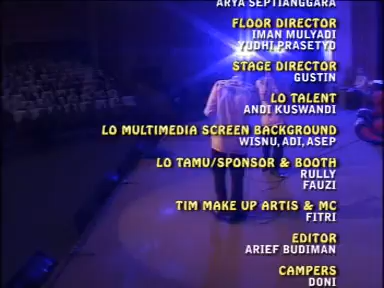 ARYA SEPTIANGGARA
FLOOR DIRECTOR
IMAN MULYADI
YUDHI PRASETYO
STAGE DIRECTOR
GUSTIN
LO TALENT
ANDI KUSWANDI
LO MULTIMEDIA SCREEN BACKGROUND
WISNU, ADI, ASEP
LO TAMU/SPONSOR & BOOTH
RULLY
FAUZI
TIM MAKE UP ARTIS & MC
FITRI
EDITOR
ARIEF BUDIMAN
CAMPERS
DONI